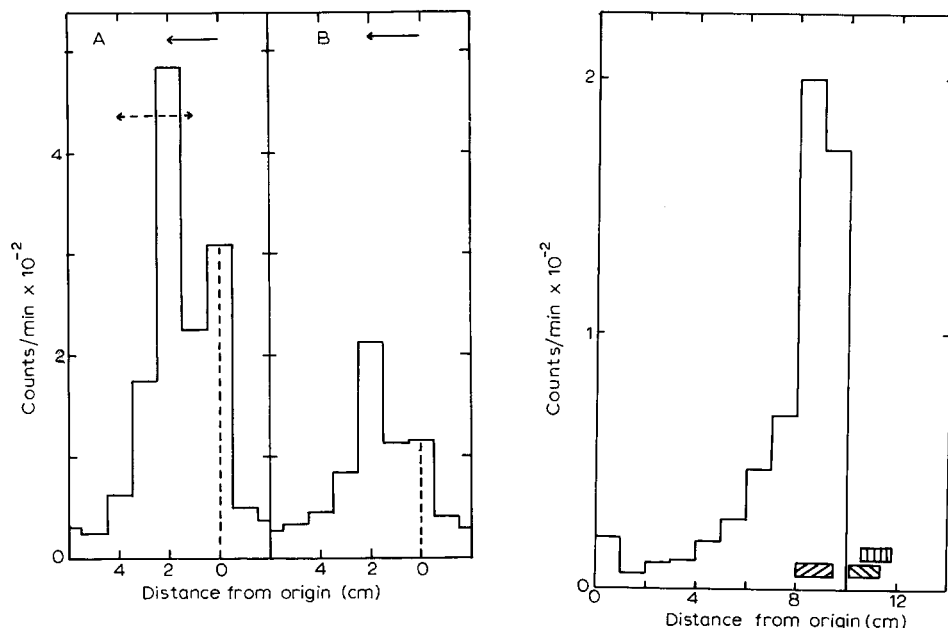 A
B
Counts/min x 10⁻²
4
2
0
4 2 0 4 2 0
Distance from origin (cm)
Counts/min x 10⁻²
2
1
0
0 4 8 12
Distance from origin (cm)